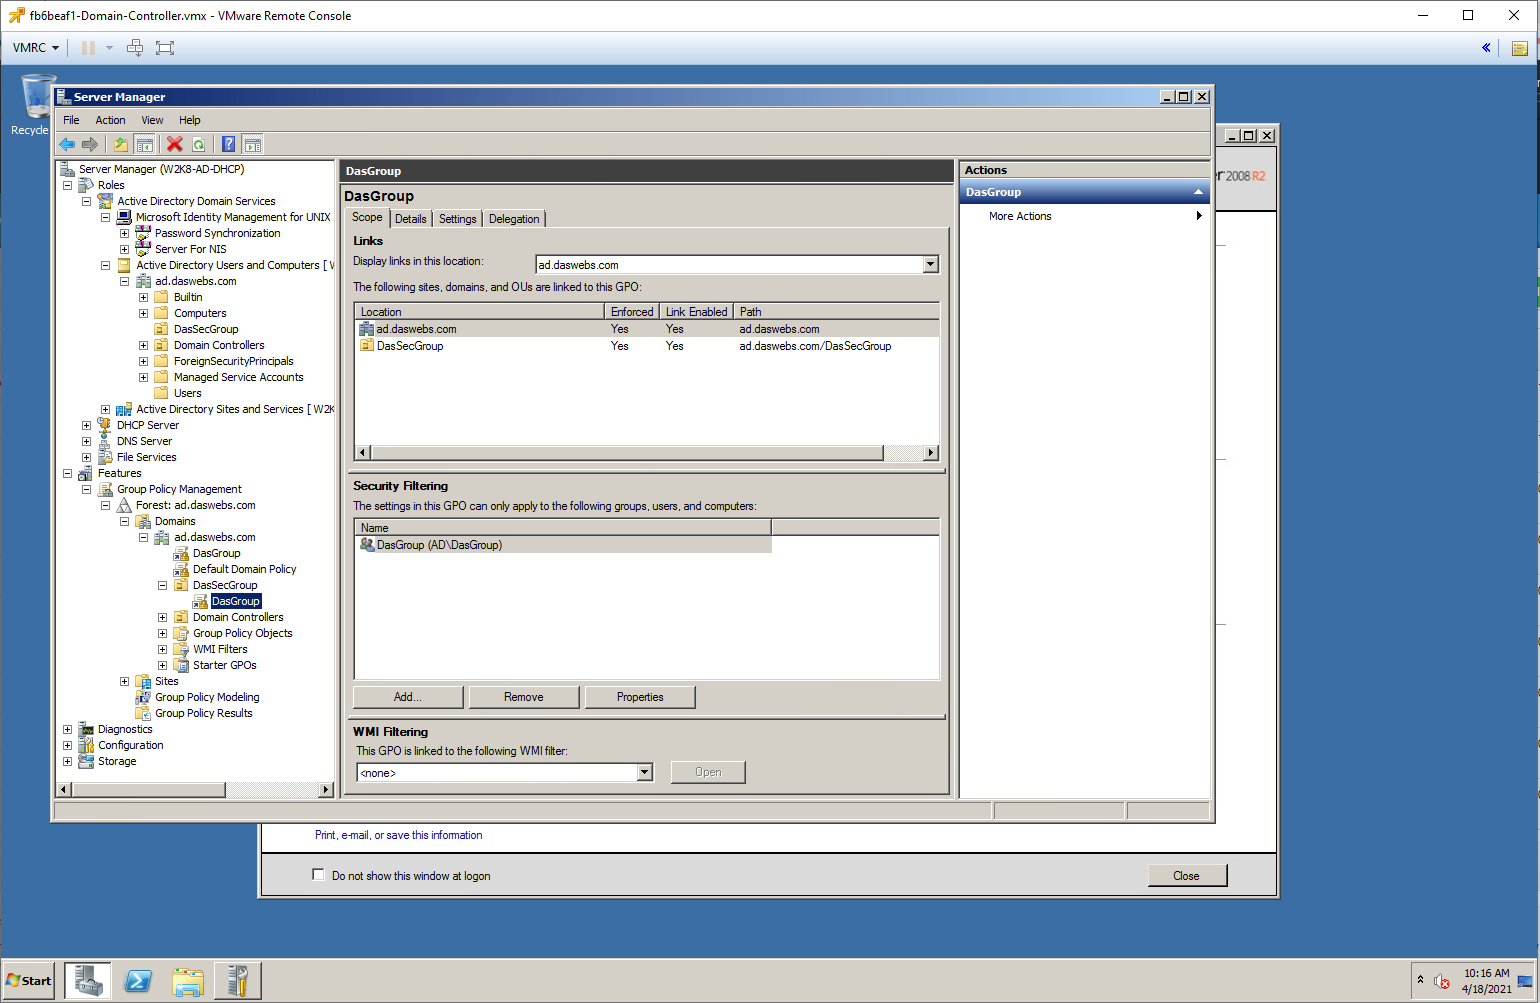 fb6beaf1-Domain-Controller.vmx - VMware Remote Console
VMRC
Recycle
Server Manager
File Action View Help
Server Manager (W2K8-AD-DHCP)
Roles
Active Directory Domain Services
Microsoft Identity Management for UNIX
Password Synchronization
Server For NIS
Active Directory Users and Computers [ W
ad.daswebs.com
Builtin
Computers
DasSecGroup
Domain Controllers
ForeignSecurityPrincipals
Managed Service Accounts
Users
Active Directory Sites and Services [ W2K
DHCP Server
DNS Server
File Services
Features
Group Policy Management
Forest: ad.daswebs.com
Domains
ad.daswebs.com
DasGroup
Default Domain Policy
DasSecGroup
DasGroup
Domain Controllers
Group Policy Objects
WMI Filters
Starter GPOs
Sites
Group Policy Modeling
Group Policy Results
Diagnostics
Configuration
Storage
DasGroup
DasGroup
Scope Details Settings Delegation
Links
Display links in this location: ad.daswebs.com
The following sites, domains, and OUs are linked to this GPO:
Location Enforced Link Enabled Path
ad.daswebs.com Yes Yes ad.daswebs.com
DasSecGroup Yes Yes ad.daswebs.com/DasSecGroup
Security Filtering
The settings in this GPO can only apply to the following groups, users, and computers:
Name
DasGroup (AD\DasGroup)
Add... Remove Properties
WMI Filtering
This GPO is linked to the following WMI filter:
<none> Open
Actions
DasGroup
More Actions
r 2008 R2
Print, e-mail, or save this information
Do not show this window at logon
Close
Start
10:16 AM
4/18/2021